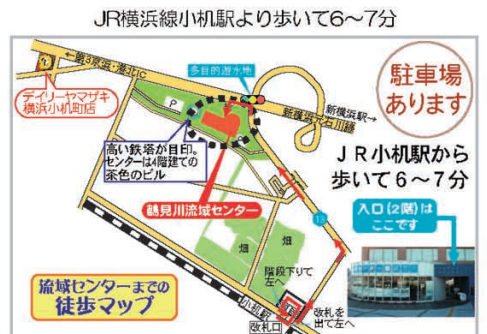 JR横浜線小机駅より歩いて6～7分
←第3京浜・港北IC
多目的遊水地
デイリーヤマザキ
横浜小机町店
P
新横浜駅→
新横浜元石川線
駐車場
あります
高い鉄塔が目印。
センターは4階建ての
茶色のビル
JR小机駅から
歩いて6～7分
鶴見川流域センター
13
入口(2階)は
ここです
畑
畑
階段下りて
左へ
流域センターまでの
徒歩マップ
小机駅
改札口
改札を
出て左へ